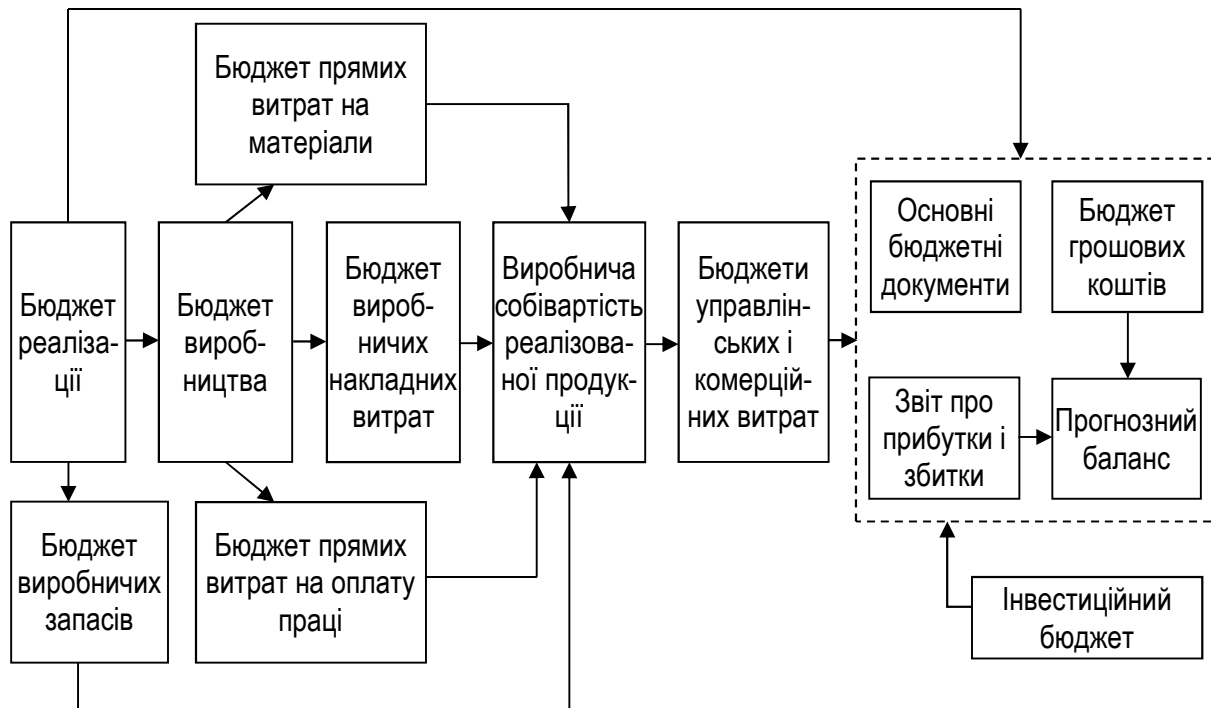 Бюджет прямих
витрат на
матеріали
Бюджет
реаліза-
ції
Бюджет
вироб-
ництва
Бюджет
вироб-
ничих
накладних
витрат
Виробнича
собівартість
реалізова-
ної продук-
ції
Бюджети
управлін-
ських і
комерцій-
них витрат
Основні
бюджетні
документи
Бюджет
грошових
коштів
Звіт про
прибутки і
збитки
Прогнозний
баланс
Бюджет
виробничих
запасів
Бюджет прямих
витрат на оплату
праці
Інвестиційний
бюджет